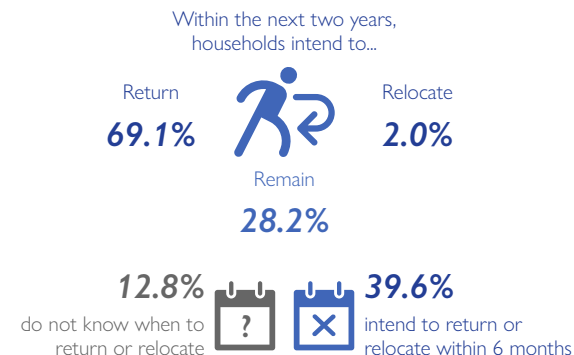 Within the next two years,
households intend to...
Return
69.1%
Relocate
2.0%
Remain
28.2%
12.8%
do not know when to
return or relocate
?
39.6%
intend to return or
relocate within 6 months